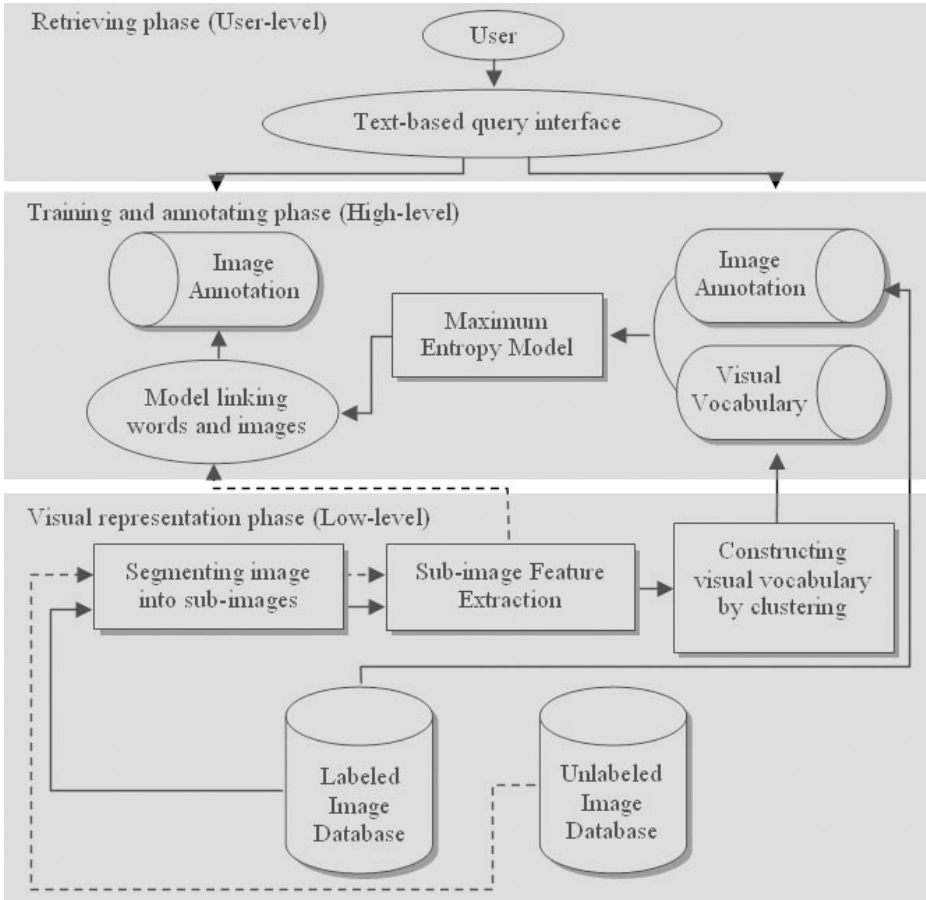 Retrieving phase (User-level)
User
Text-based query interface
Training and annotating phase (High-level)
Image
Annotation
Image
Annotation
Maximum
Entropy Model
Visual
Vocabulary
Model linking
words and images
Visual representation phase (Low-level)
Segmenting image
into sub-images
Sub-image Feature
Extraction
Constructing
visual vocabulary
by clustering
Labeled
Image
Database
Unlabeled
Image
Database